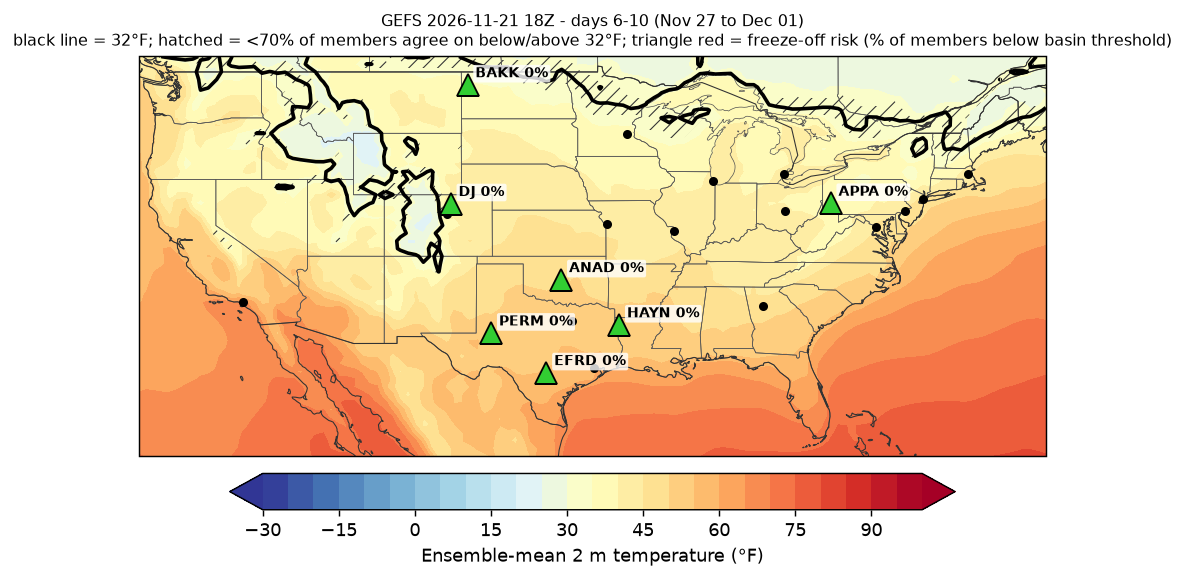 GEFS 2026-11-21 18Z - days 6-10 (Nov 27 to Dec 01)
black line = 32°F; hatched = <70% of members agree on below/above 32°F; triangle red = freeze-off risk (% of members below basin threshold)
BAKK 0%
DJ 0%
APPA 0%
ANAD 0%
HAYN 0%
PERM 0%
EFRD 0%
−30 −15 0 15 30 45 60 75 90
Ensemble-mean 2 m temperature (°F)